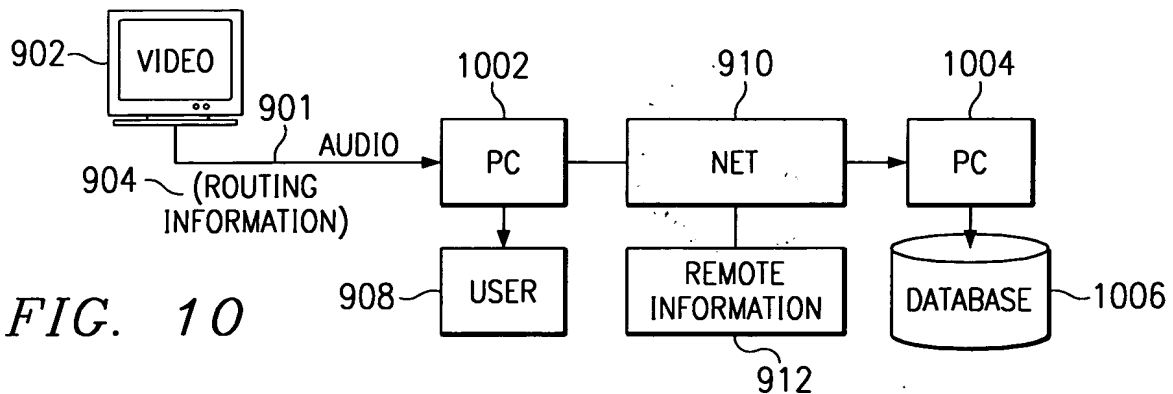 902
VIDEO
901
AUDIO
904
(ROUTING
INFORMATION)
1002
PC
910
NET
1004
PC
908
USER
REMOTE
INFORMATION
912
DATABASE
1006
FIG. 10